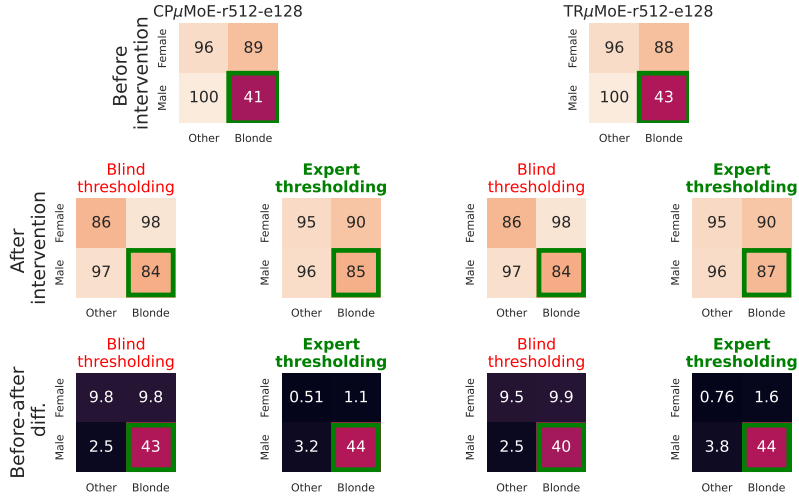 CPμMoE-r512-e128
TRμMoE-r512-e128
Before
intervention
Female
96 89
Male
100 41
Other Blonde
Female
96 88
Male
100 43
Other Blonde
After
intervention
Blind
thresholding
Female
86 98
Male
97 84
Other Blonde
Expert
thresholding
Female
95 90
Male
96 85
Other Blonde
Blind
thresholding
Female
86 98
Male
97 84
Other Blonde
Expert
thresholding
Female
95 90
Male
96 87
Other Blonde
Before-after
diff.
Blind
thresholding
Female
9.8 9.8
Male
2.5 43
Other Blonde
Expert
thresholding
Female
0.51 1.1
Male
3.2 44
Other Blonde
Blind
thresholding
Female
9.5 9.9
Male
2.5 40
Other Blonde
Expert
thresholding
Female
0.76 1.6
Male
3.8 44
Other Blonde